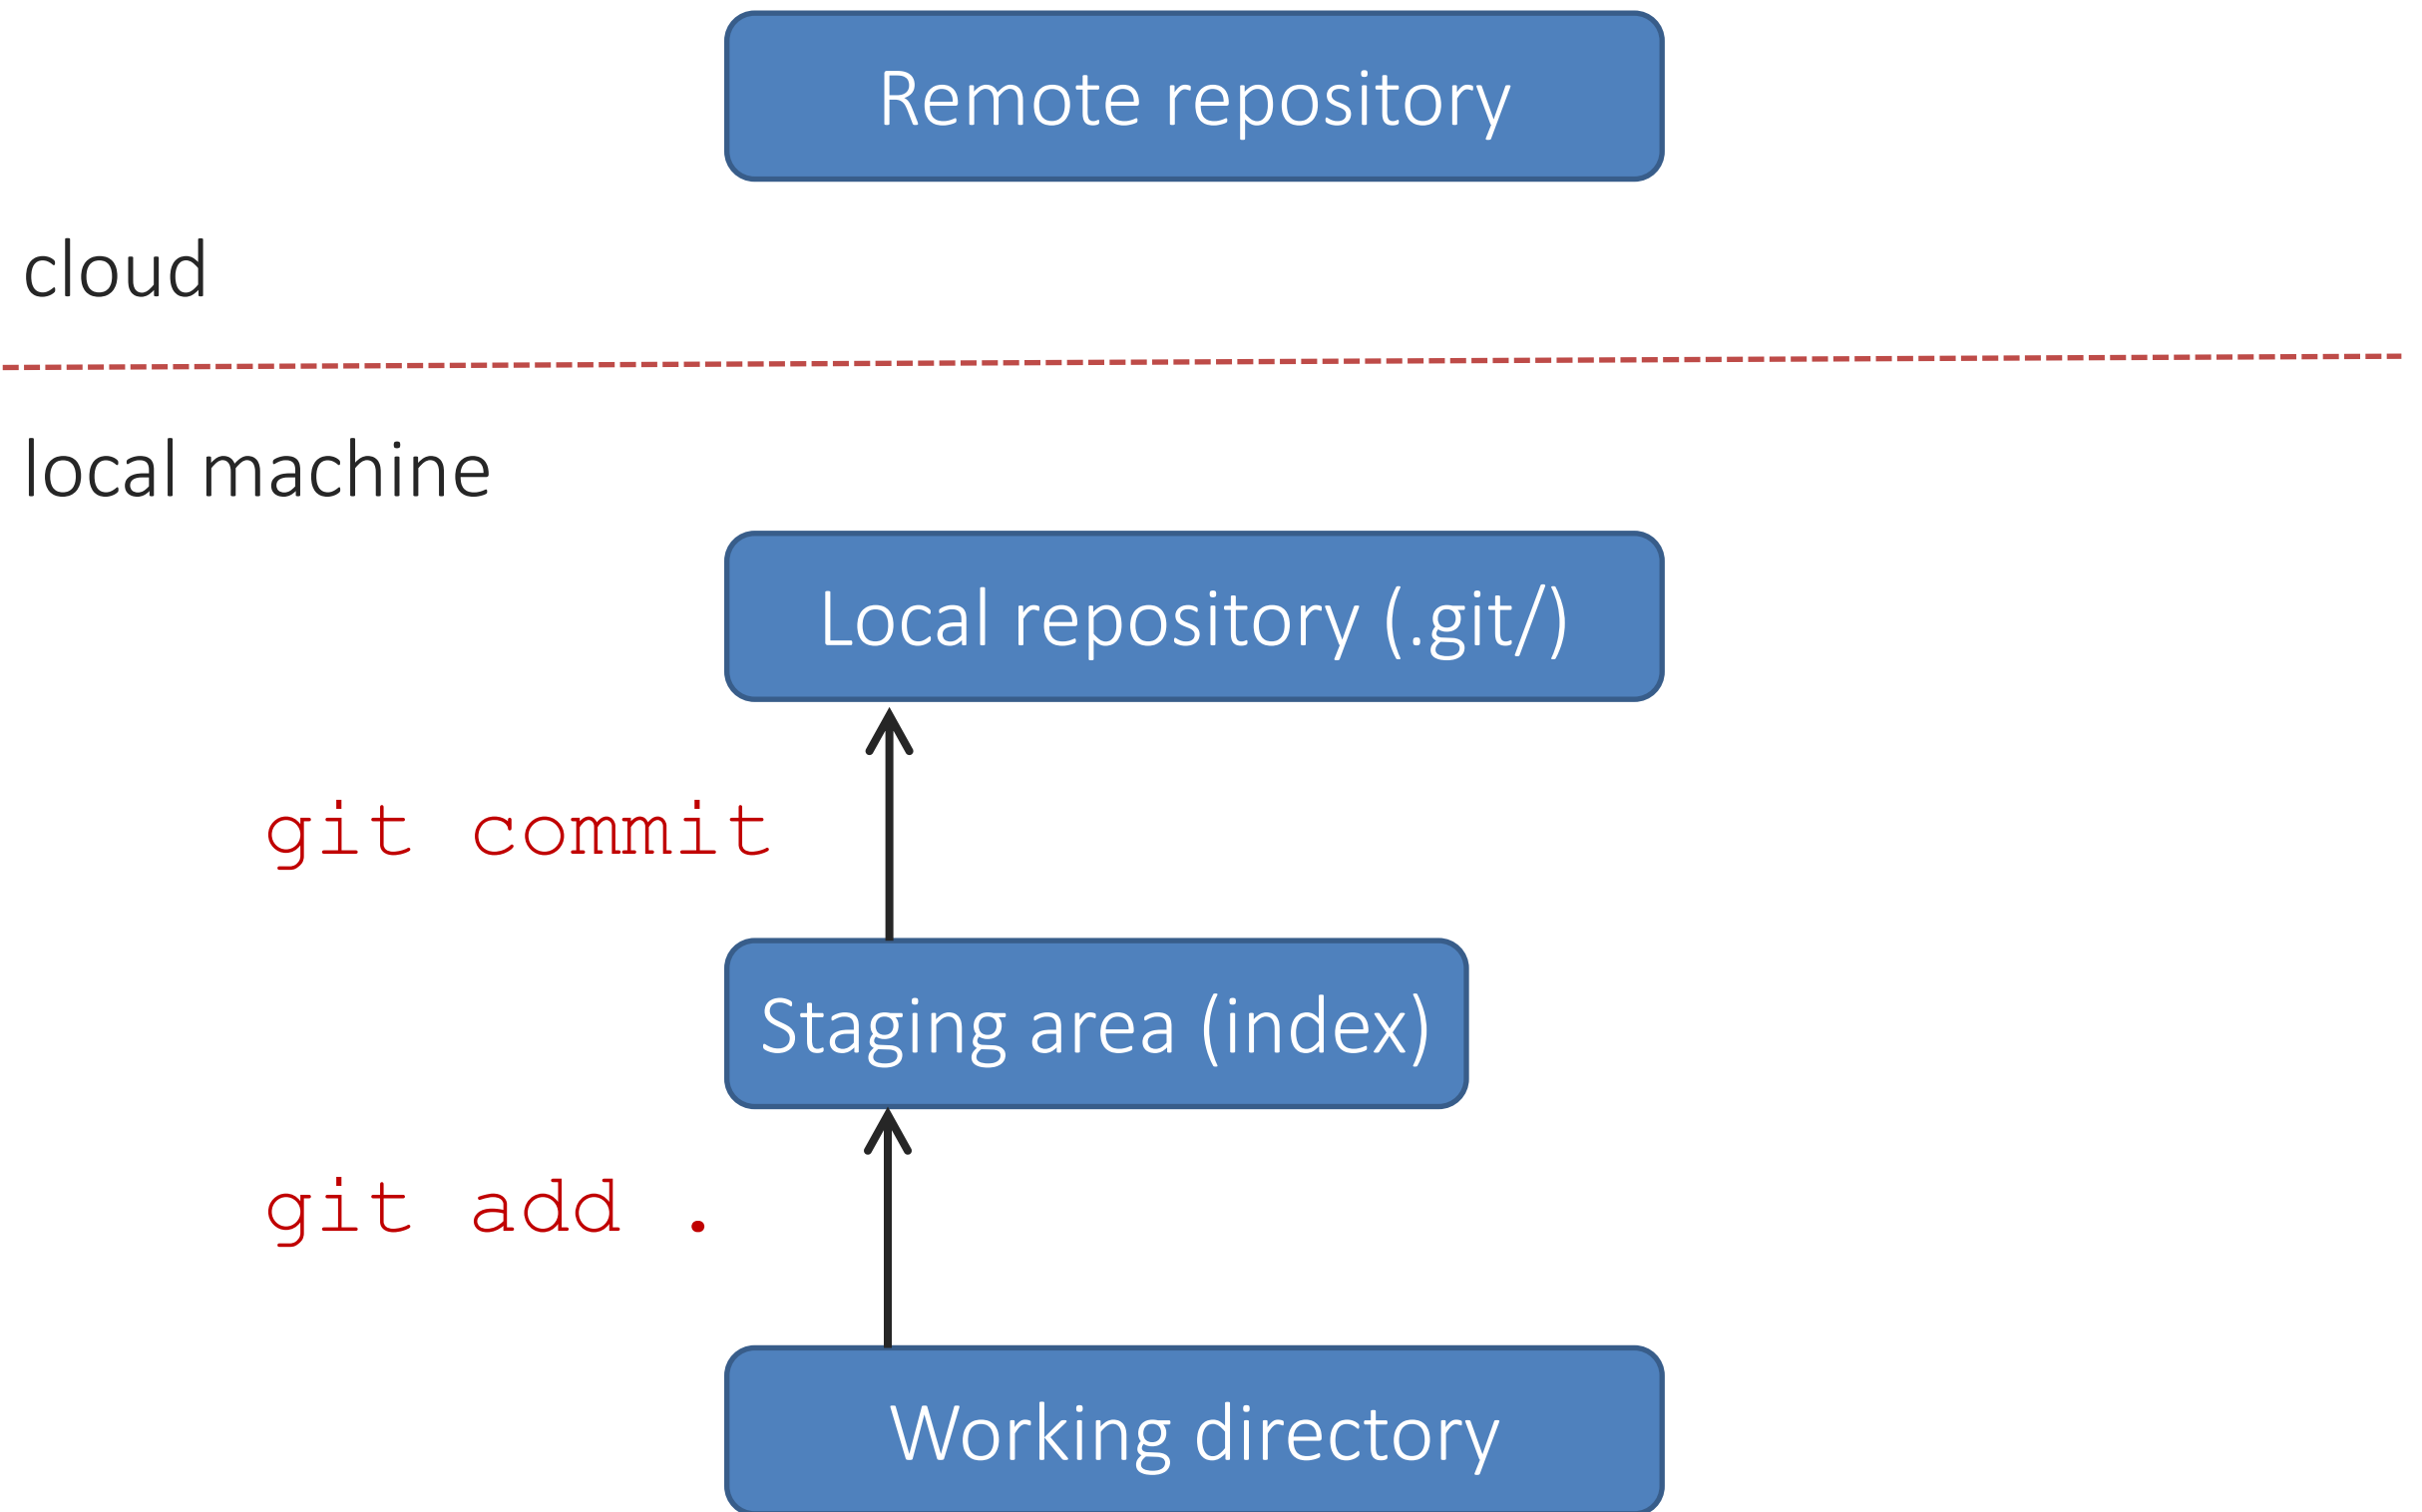 Remote repository
cloud
local machine
Local repository (.git/)
git commit
Staging area (index)
git add .
Working directory